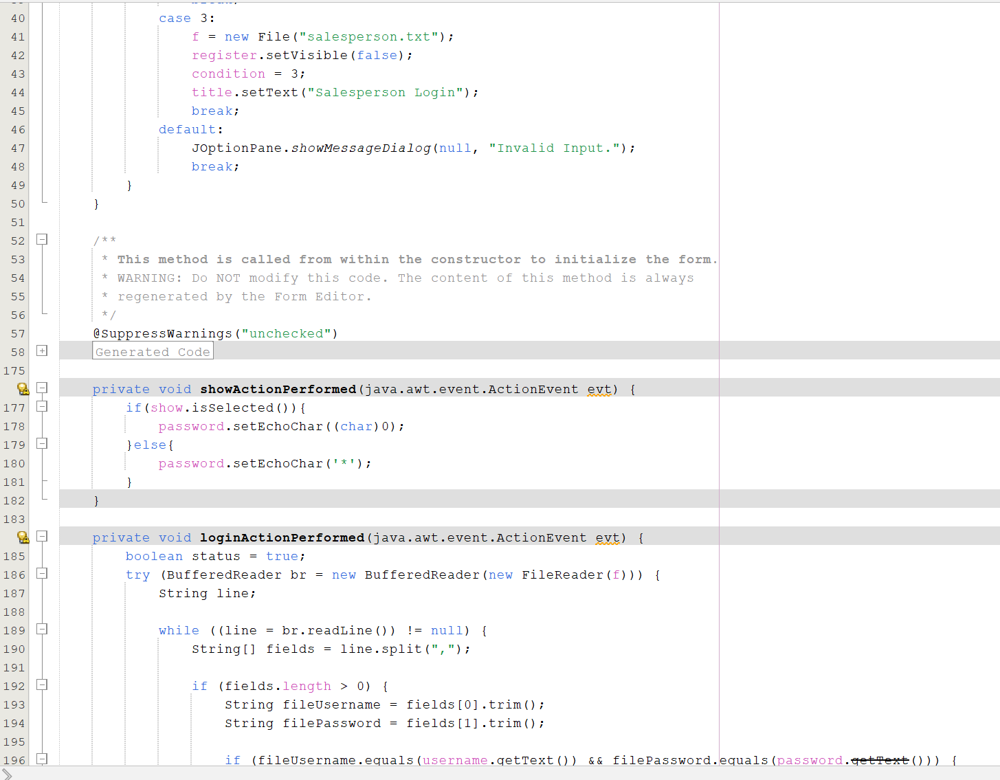 40 case 3:
41 f = new File("salesperson.txt");
42 register.setVisible(false);
43 condition = 3;
44 title.setText("Salesperson Login");
45 break;
46 default:
47 JOptionPane.showMessageDialog(null, "Invalid Input.");
48 break;
49 }
50 }
51
52 /**
53 * This method is called from within the constructor to initialize the form.
54 * WARNING: Do NOT modify this code. The content of this method is always
55 * regenerated by the Form Editor.
56 */
57 @SuppressWarnings("unchecked")
58 Generated Code
175
private void showActionPerformed(java.awt.event.ActionEvent evt) {
177 if(show.isSelected()){
178 password.setEchoChar((char)0);
179 }else{
180 password.setEchoChar('*');
181 }
182 }
183
private void loginActionPerformed(java.awt.event.ActionEvent evt) {
185 boolean status = true;
186 try (BufferedReader br = new BufferedReader(new FileReader(f))) {
187 String line;
188
189 while ((line = br.readLine()) != null) {
190 String[] fields = line.split(",");
191
192 if (fields.length > 0) {
193 String fileUsername = fields[0].trim();
194 String filePassword = fields[1].trim();
195
196 if (fileUsername.equals(username.getText()) && filePassword.equals(password.getText())) {